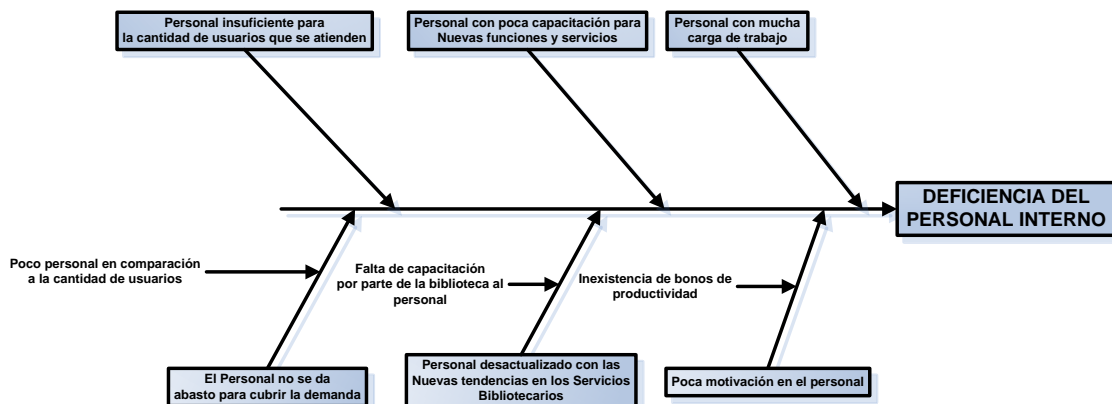 Personal insuficiente para
la cantidad de usuarios que se atienden
Personal con poca capacitación para
Nuevas funciones y servicios
Personal con mucha
carga de trabajo
DEFICIENCIA DEL
PERSONAL INTERNO
Poco personal en comparación
a la cantidad de usuarios
Falta de capacitación
por parte de la biblioteca al
personal
Inexistencia de bonos de
productividad
El Personal no se da
abasto para cubrir la demanda
Personal desactualizado con las
Nuevas tendencias en los Servicios
Bibliotecarios
Poca motivación en el personal